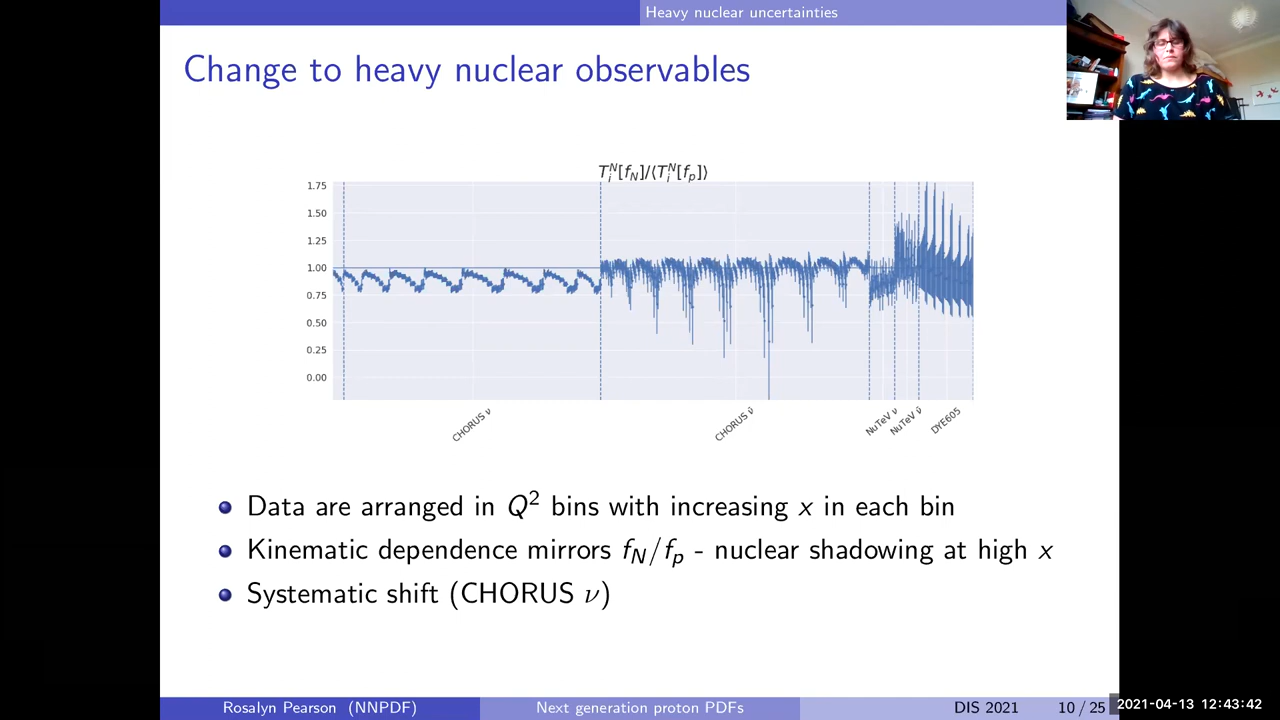 Heavy nuclear uncertainties
Change to heavy nuclear observables
T_i^N[f_N]/⟨T_i^N[f_p]⟩
1.75
1.50
1.25
1.00
0.75
0.50
0.25
0.00
CHORUS ν
CHORUS ν̄
NuTeV ν
NuTeV ν̄
DYE605
Data are arranged in Q² bins with increasing x in each bin
Kinematic dependence mirrors f_N/f_p - nuclear shadowing at high x
Systematic shift (CHORUS ν)
Rosalyn Pearson (NNPDF)
Next generation proton PDFs
DIS 2021
10 / 25
2021-04-13 12:43:42